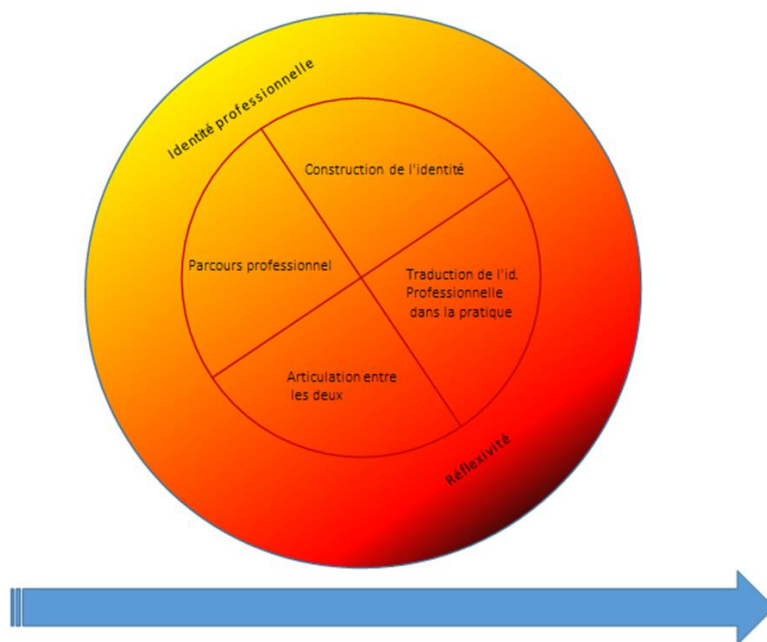 Identité professionnelle
Construction de l'identité
Parcours professionnel
Traduction de l'id.
Professionnelle
dans la pratique
Articulation entre
les deux
Réflexivité